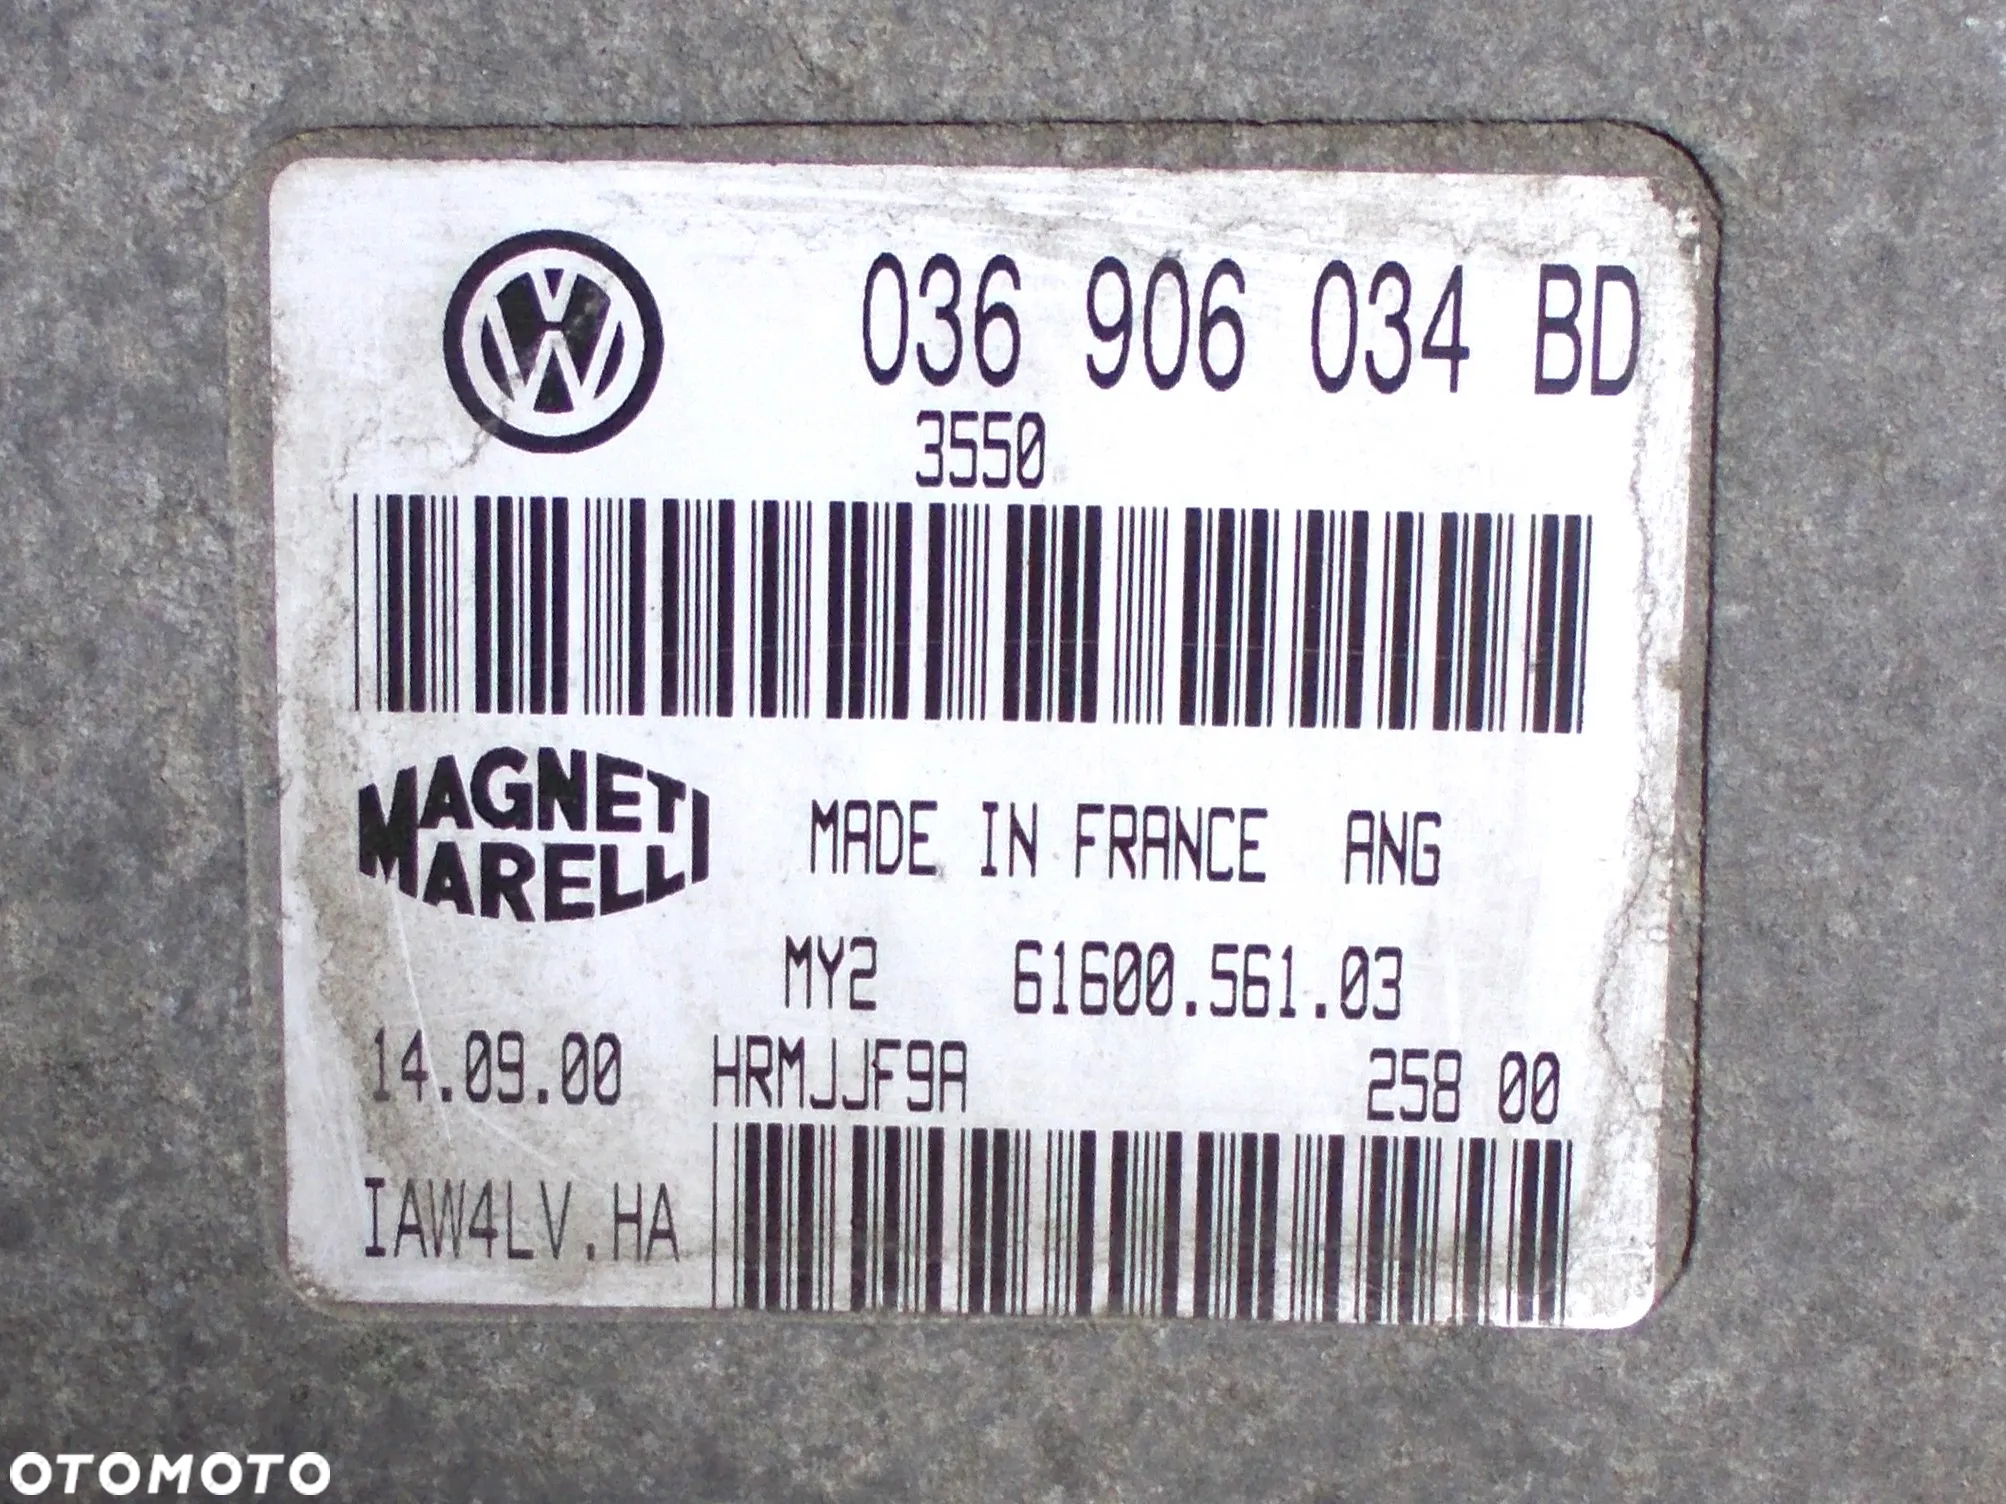 036 906 034 BD
3550
MAGNETI
MARELLI
MADE IN FRANCE ANG
MY2 61600.561.03
14.09.00 HRMJJF9A 258 00
IAW4LV.HA
OTOMOTO